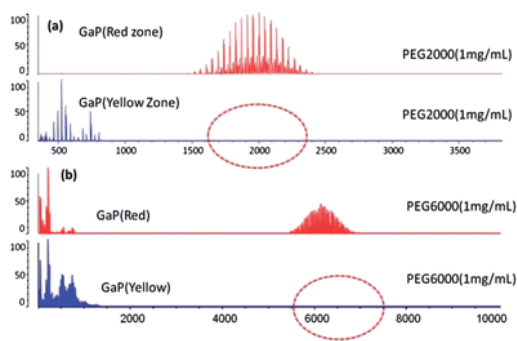 100
(a)
GaP(Red zone)
50
PEG2000(1mg/mL)
0
100
GaP(Yellow Zone)
PEG2000(1mg/mL)
50
0
500 1000 1500 2000 2500 3000 3500
100 (b)
50
GaP(Red)
PEG6000(1mg/mL)
0
100
50
GaP(Yellow)
PEG6000(1mg/mL)
0
2000 4000 6000 8000 10000